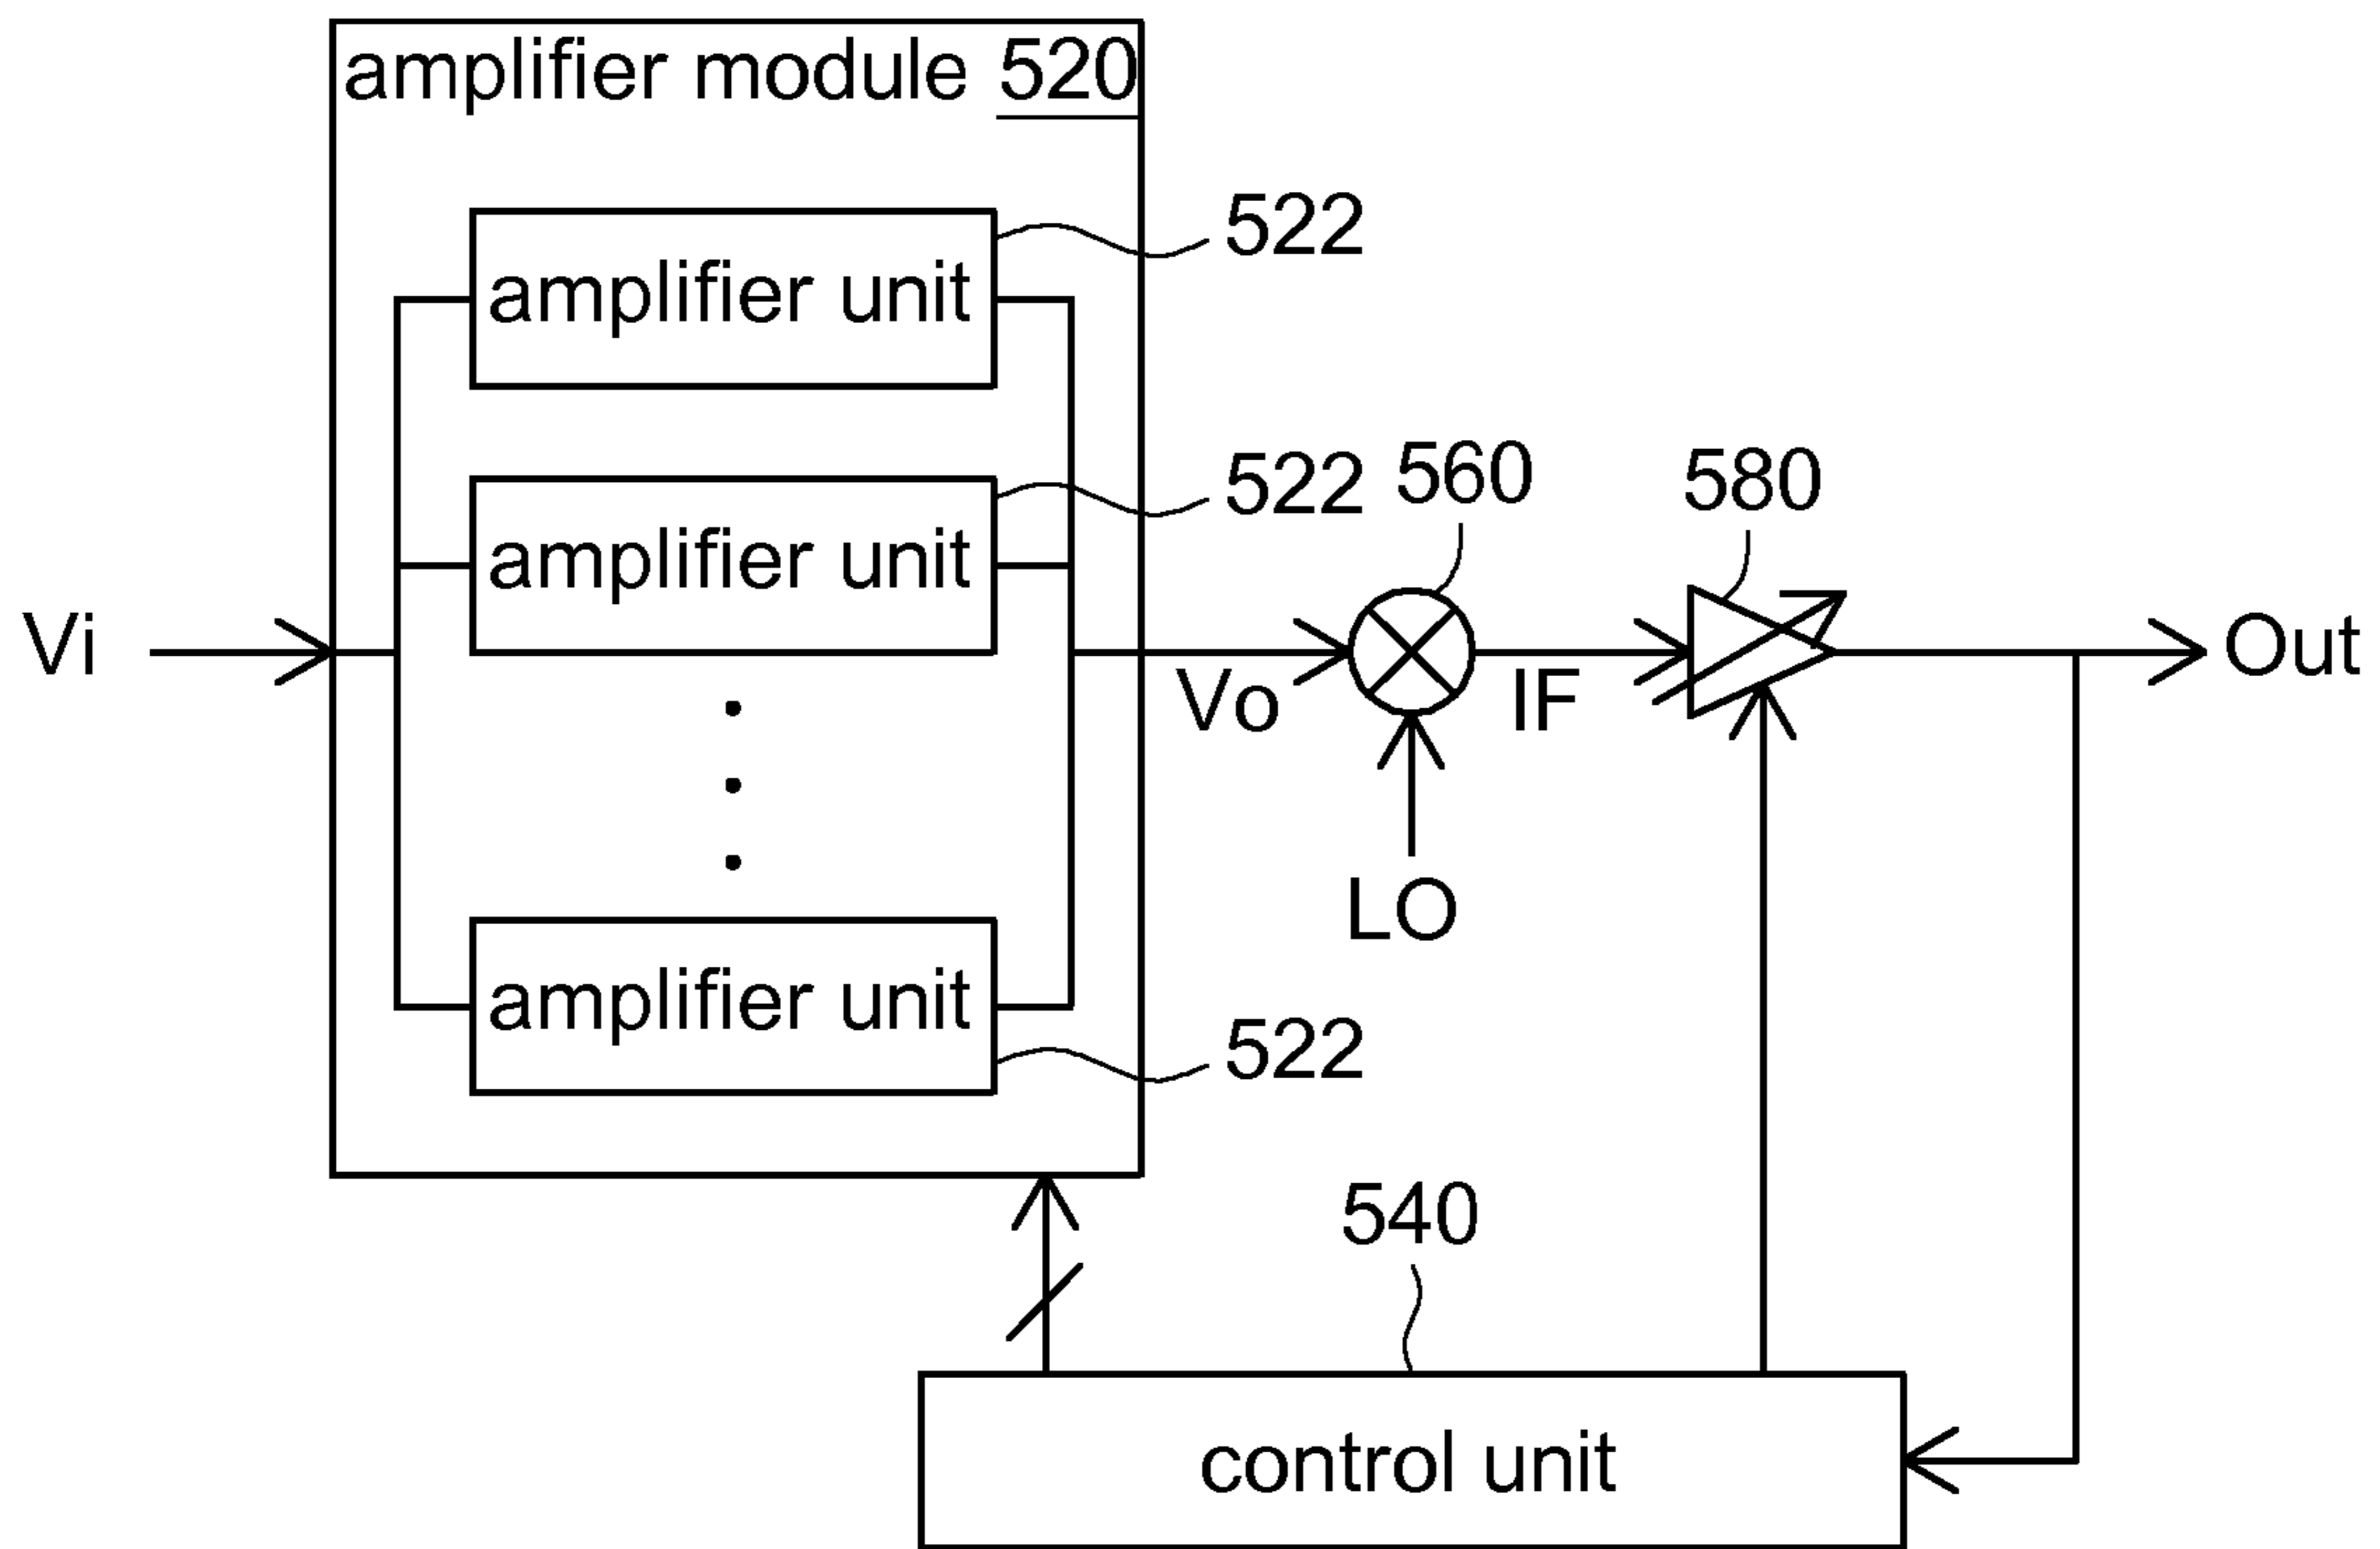 amplifier module 520
522
amplifier unit
522
560
580
amplifier unit
Vi
Out
Vo
IF
LO
amplifier unit
522
540
control unit